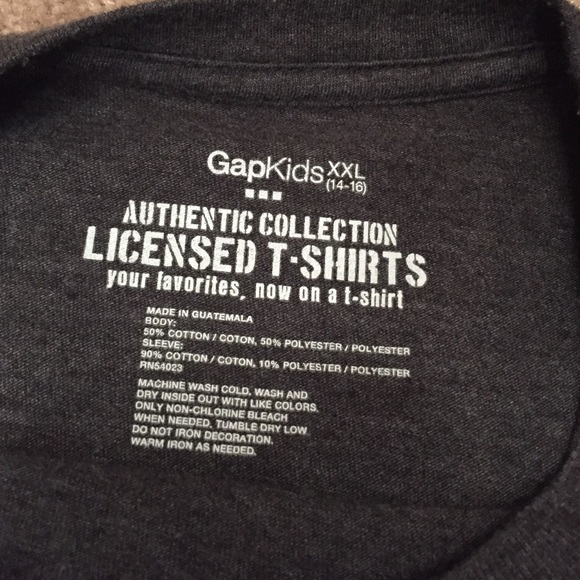 GapKids XXL
(14-16)
AUTHENTIC COLLECTION
LICENSED T-SHIRTS
your favorites, now on a t-shirt
MADE IN GUATEMALA
BODY:
50% COTTON / COTON, 50% POLYESTER / POLYESTER
SLEEVE:
90% COTTON / COTON, 10% POLYESTER / POLYESTER
RN54023
MACHINE WASH COLD, WASH AND
DRY INSIDE OUT WITH LIKE COLORS.
ONLY NON-CHLORINE BLEACH
WHEN NEEDED. TUMBLE DRY LOW
DO NOT IRON DECORATION.
WARM IRON AS NEEDED.